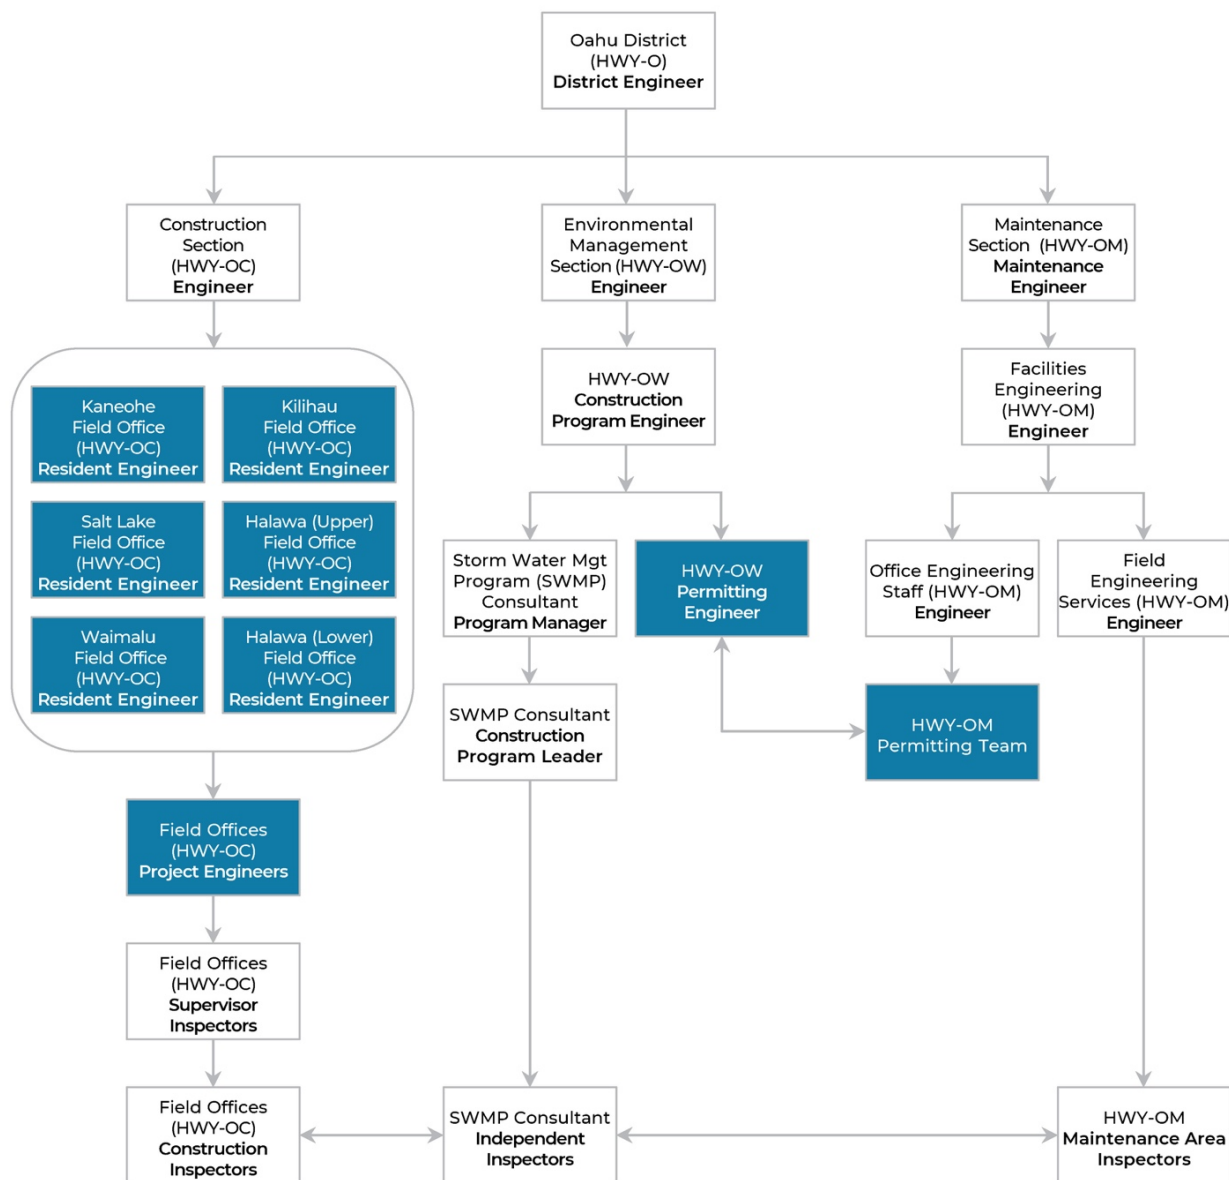 Oahu District
(HWY-O)
District Engineer
Construction
Section
(HWY-OC)
Engineer
Environmental
Management
Section (HWY-OW)
Engineer
Maintenance
Section (HWY-OM)
Maintenance
Engineer
Kaneohe
Field Office
(HWY-OC)
Resident Engineer
Kilihau
Field Office
(HWY-OC)
Resident Engineer
Salt Lake
Field Office
(HWY-OC)
Resident Engineer
Halawa (Upper)
Field Office
(HWY-OC)
Resident Engineer
Waimalu
Field Office
(HWY-OC)
Resident Engineer
Halawa (Lower)
Field Office
(HWY-OC)
Resident Engineer
HWY-OW
Construction
Program Engineer
Facilities
Engineering
(HWY-OM)
Engineer
Storm Water Mgt
Program (SWMP)
Consultant
Program Manager
HWY-OW
Permitting
Engineer
Office Engineering
Staff (HWY-OM)
Engineer
Field
Engineering
Services (HWY-OM)
Engineer
SWMP Consultant
Construction
Program Leader
HWY-OM
Permitting Team
Field Offices
(HWY-OC)
Project Engineers
Field Offices
(HWY-OC)
Supervisor
Inspectors
Field Offices
(HWY-OC)
Construction
Inspectors
SWMP Consultant
Independent
Inspectors
HWY-OM
Maintenance Area
Inspectors